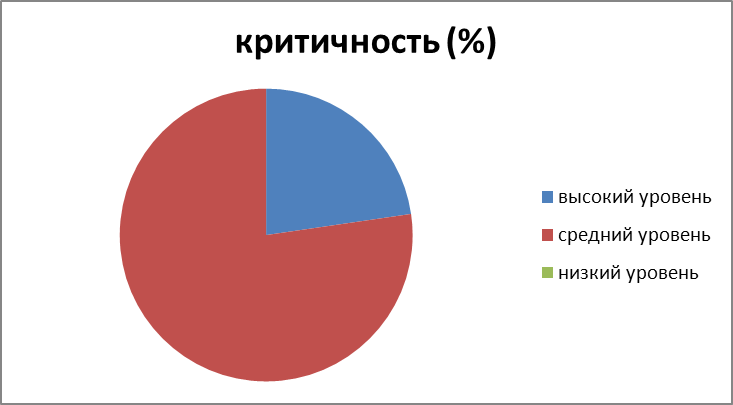 критичность (%)
высокий уровень
средний уровень
низкий уровень